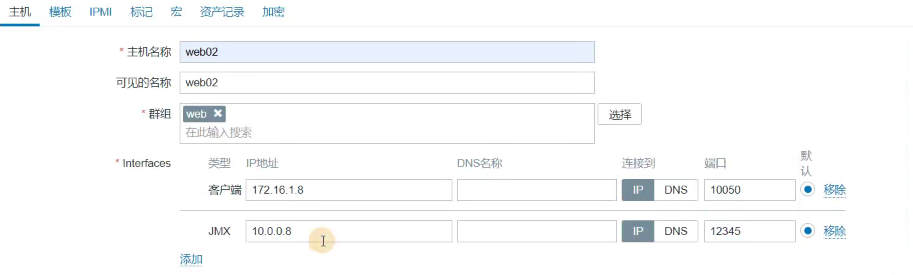 主机 模板 IPMI 标记 宏 资产记录 加密
* 主机名称 web02
可见的名称 web02
* 群组 web ✖ 选择
在此输入搜索
* Interfaces 类型 IP地址 DNS名称 连接到 端口 默认
客户端 172.16.1.8 IP DNS 10050 移除
JMX 10.0.0.8 IP DNS 12345 移除
添加